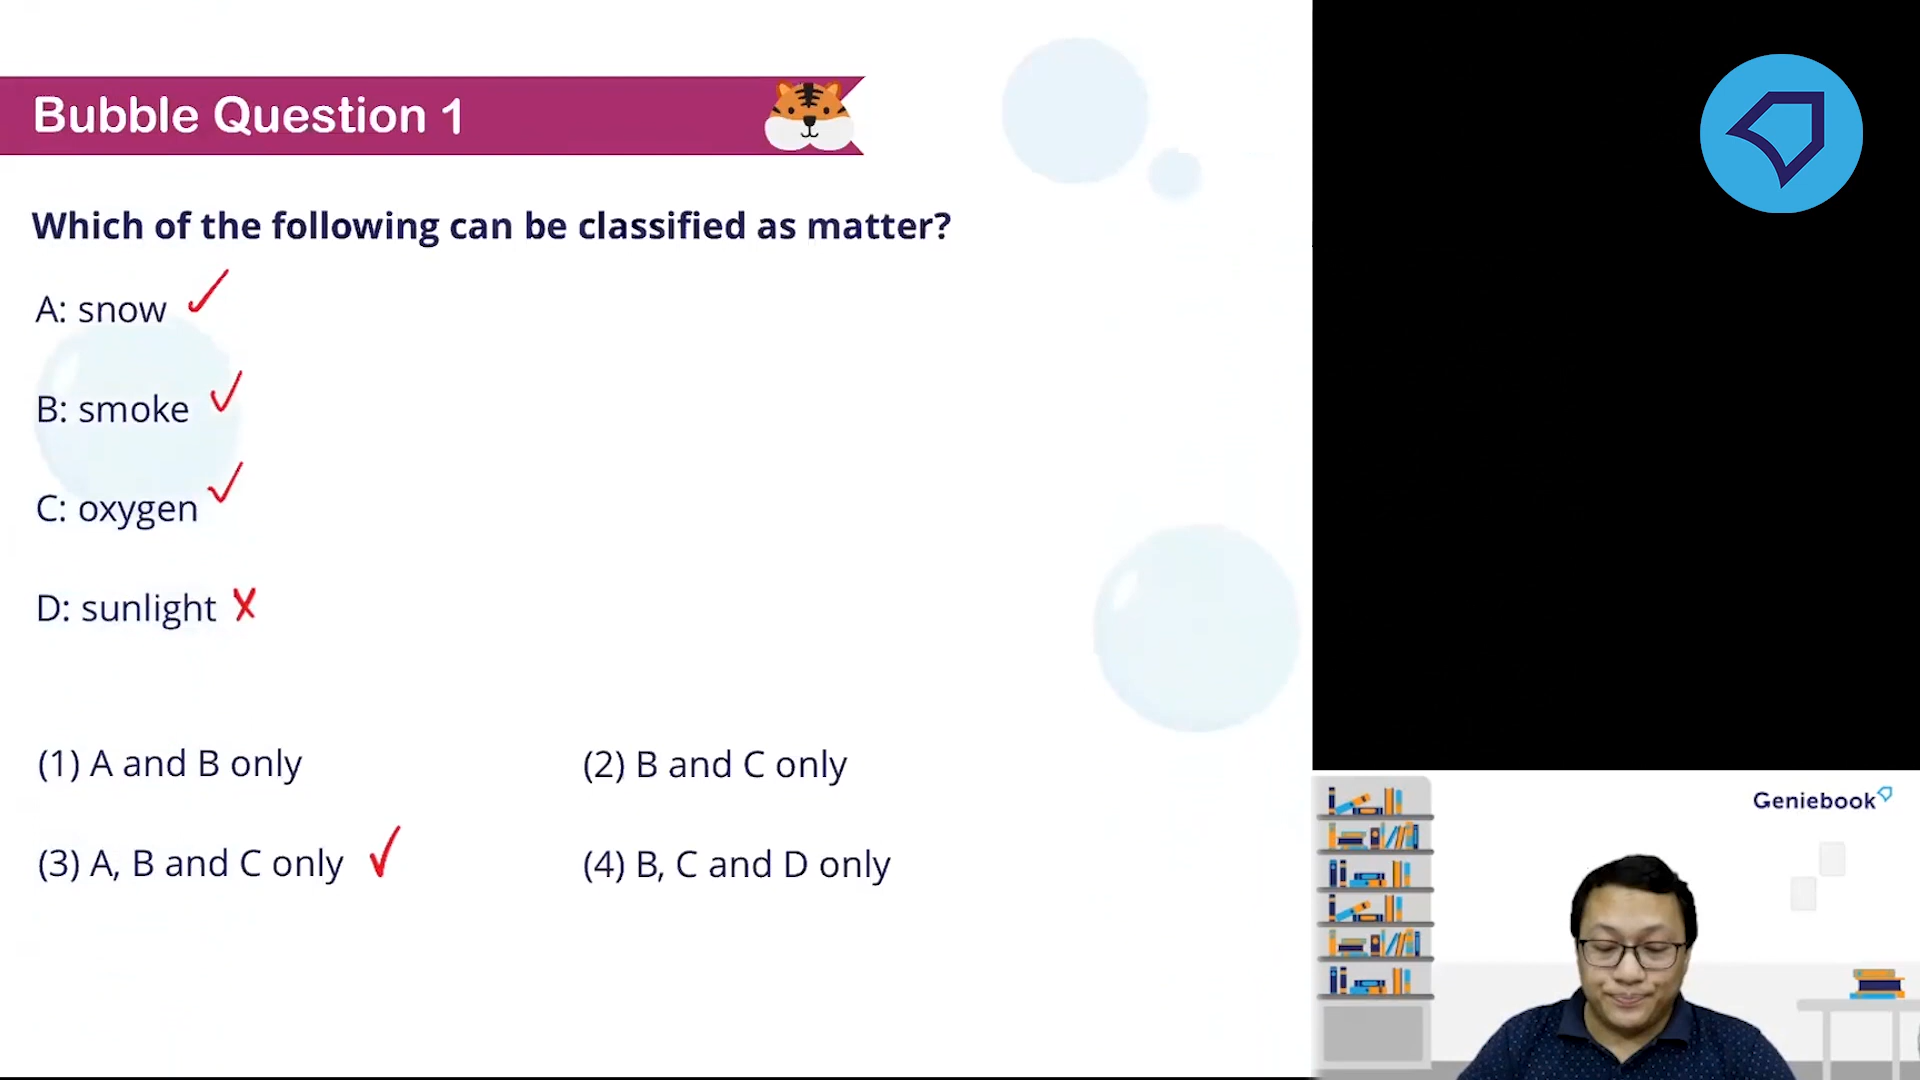 Bubble Question 1
Which of the following can be classified as matter?
A: snow
B: smoke
C: oxygen
D: sunlight
(1) A and B only
(2) B and C only
(3) A, B and C only
(4) B, C and D only
Geniebook